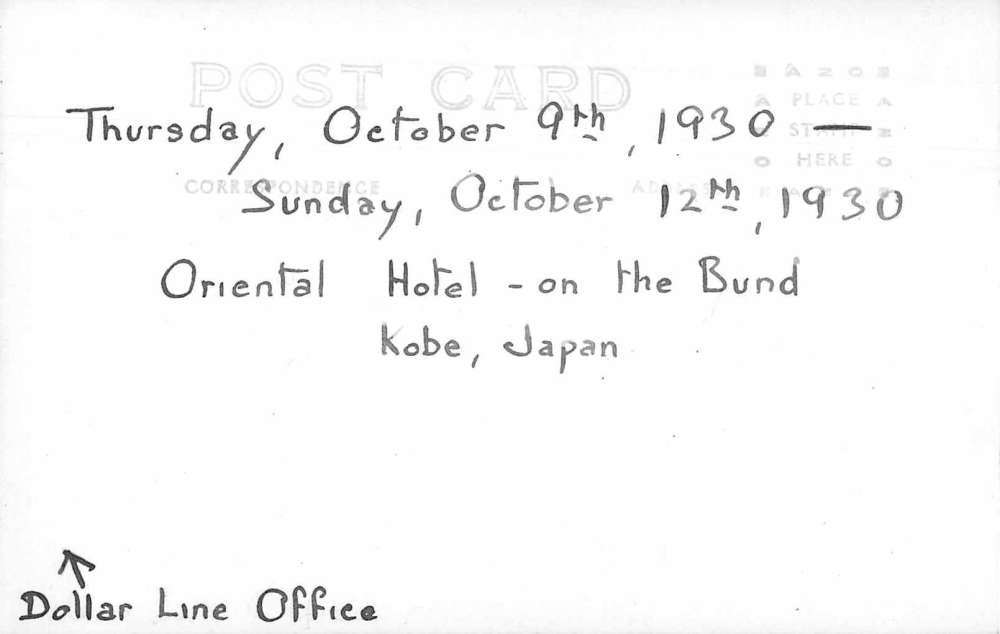 POST CARD
AZO
PLACE
STAMP
HERE
CORRESPONDENCE
Thursday, October 9th, 1930 —
Sunday, October 12th, 1930
Oriental Hotel - on the Bund
Kobe, Japan
↑
Dollar Line Office